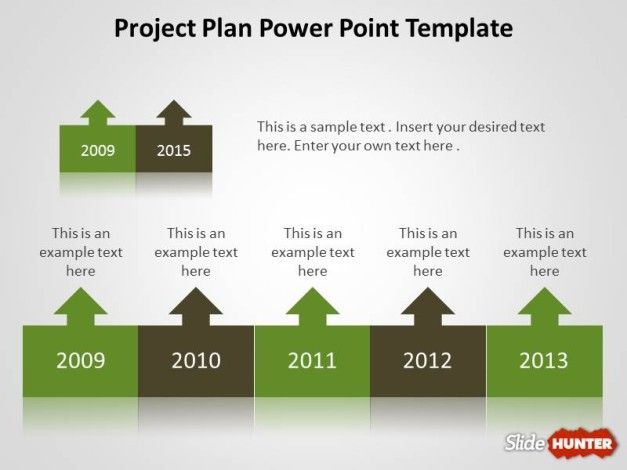 Project Plan Power Point Template
2009
2015
This is a sample text . Insert your desired text
here. Enter your own text here .
This is an
example text
here
This is an
example text
here
This is an
example text
here
This is an
example text
here
This is an
example text
here
2009
2010
2011
2012
2013
Slide HUNTER